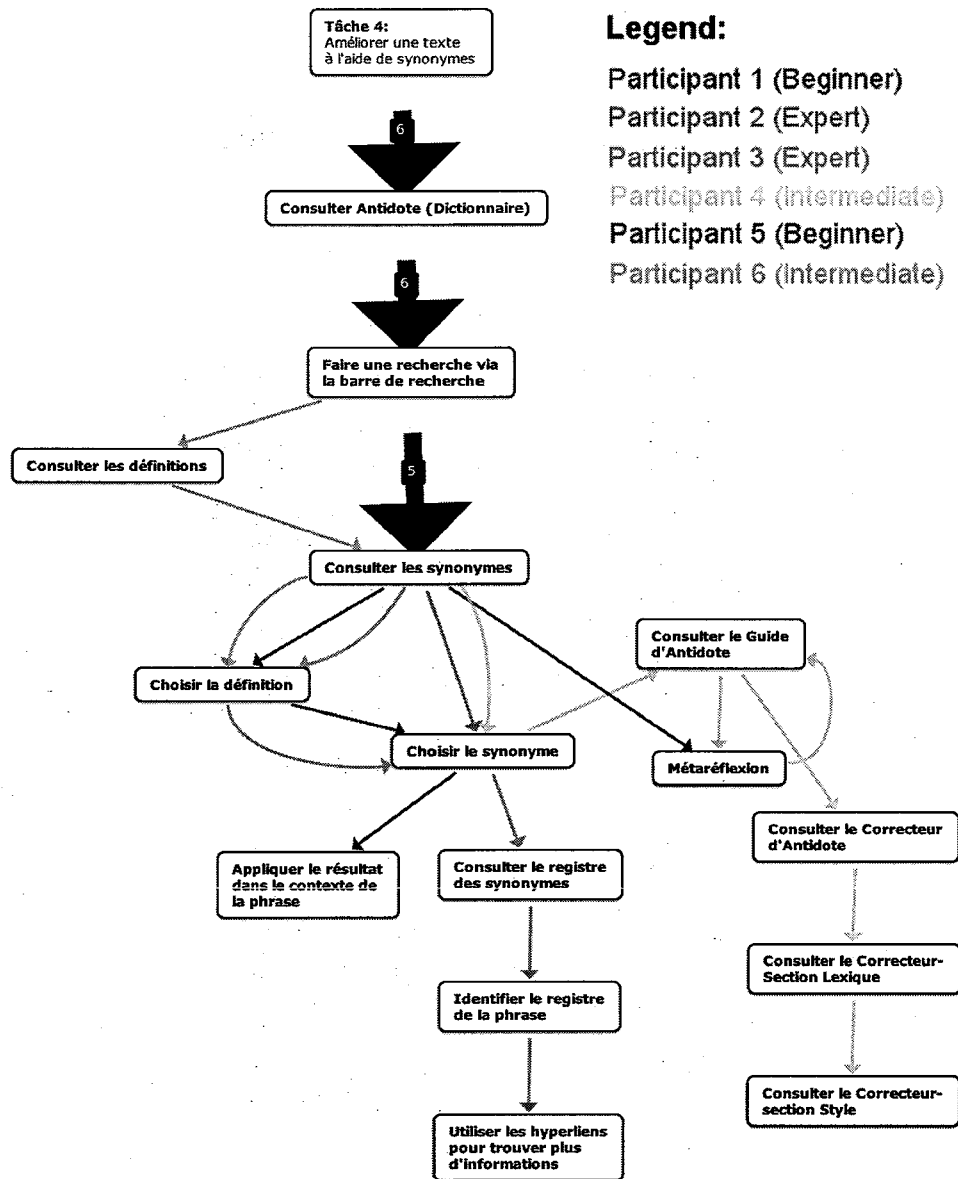 Tâche 4:
Améliorer une texte
à l'aide de synonymes
Legend:
Participant 1 (Beginner)
Participant 2 (Expert)
Participant 3 (Expert)
Participant 4 (Intermediate)
Participant 5 (Beginner)
Participant 6 (Intermediate)
6
Consulter Antidote (Dictionnaire)
6
Faire une recherche via
la barre de recherche
Consulter les définitions
5
Consulter les synonymes
Consulter le Guide
d'Antidote
Choisir la définition
Choisir le synonyme
Métaréflexion
Consulter le Correcteur
d'Antidote
Appliquer le résultat
dans le contexte de
la phrase
Consulter le registre
des synonymes
Consulter le Correcteur-
Section Lexique
Identifier le registre
de la phrase
Consulter le Correcteur-
section Style
Utiliser les hyperliens
pour trouver plus
d'informations